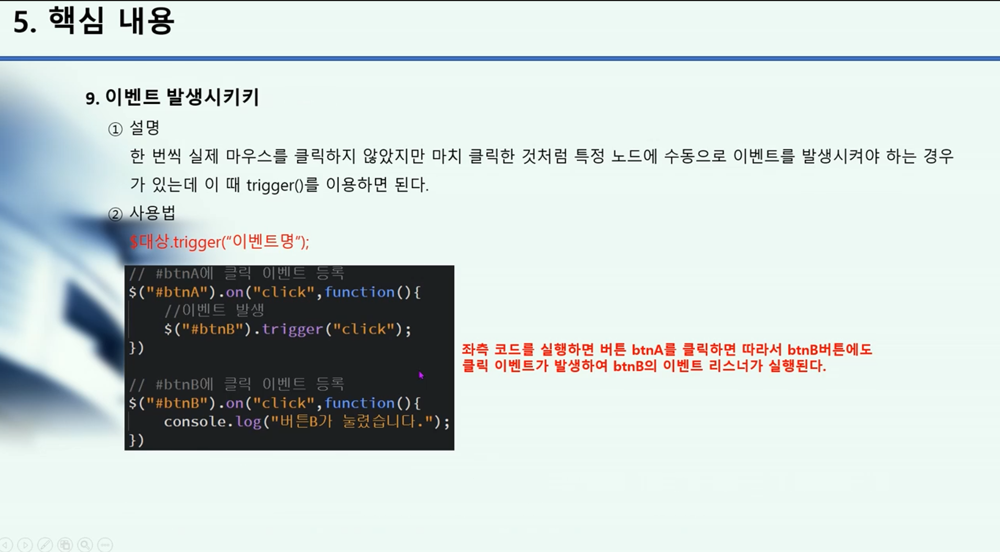 5. 핵심 내용
9. 이벤트 발생시키키
① 설명
한 번씩 실제 마우스를 클릭하지 않았지만 마치 클릭한 것처럼 특정 노드에 수동으로 이벤트를 발생시켜야 하는 경우
가 있는데 이 때 trigger()를 이용하면 된다.
② 사용법
$대상.trigger(“이벤트명”);
// #btnA에 클릭 이벤트 등록
$("#btnA").on("click",function(){
//이벤트 발생
$("#btnB").trigger("click");
})
// #btnB에 클릭 이벤트 등록
$("#btnB").on("click",function(){
console.log("버튼B가 눌렸습니다.");
})
좌측 코드를 실행하면 버튼 btnA를 클릭하면 따라서 btnB버튼에도
클릭 이벤트가 발생하여 btnB의 이벤트 리스너가 실행된다.